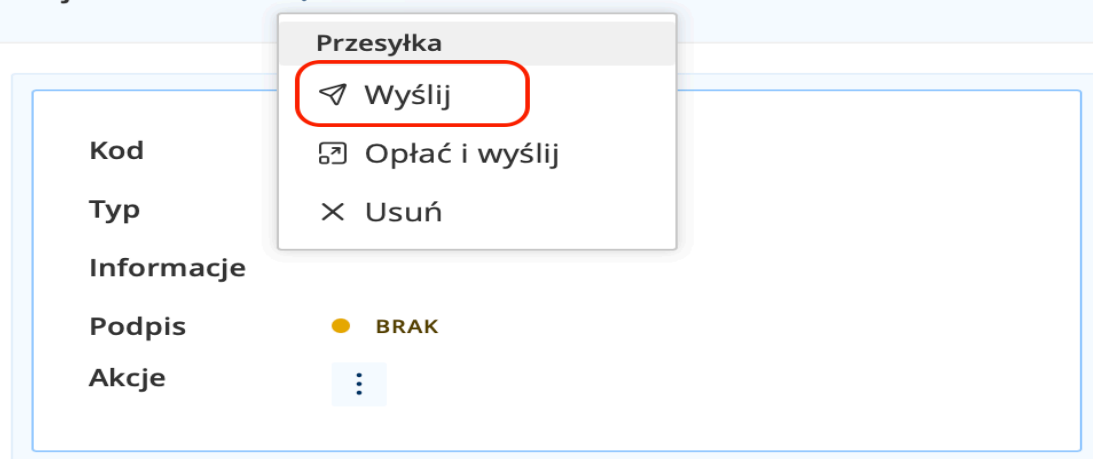 Przesyłka
Wyślij
Opłać i wyślij
Usuń
Kod
Typ
Informacje
Podpis BRAK
Akcje